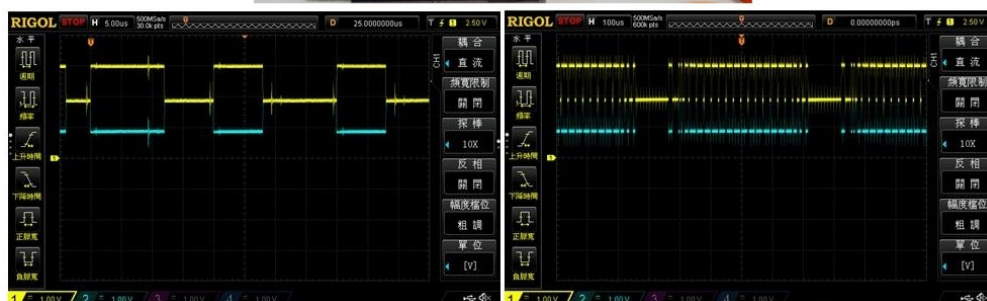 RIGOL STOP H 5.00us 500MSa/s 30.0k pts D 25.0000000us T 1 2.50V
水平
週期
頻率
上升時間
下降時間
正脈寬
負脈寬
CH1
耦合
直流
頻寬限制
關閉
探棒
10X
反相
關閉
幅度檔位
粗調
單位
[V]
1 = 1.00V 2 = 1.00V 3 = 1.00V 4 = 1.00V
RIGOL STOP H 100us 500MSa/s 600k pts D 0.00000000ps T 1 2.50V
水平
週期
頻率
上升時間
下降時間
正脈寬
負脈寬
CH1
耦合
直流
頻寬限制
關閉
探棒
10X
反相
關閉
幅度檔位
粗調
單位
[V]
1 = 1.00V 2 = 1.00V 3 = 1.00V 4 = 1.00V